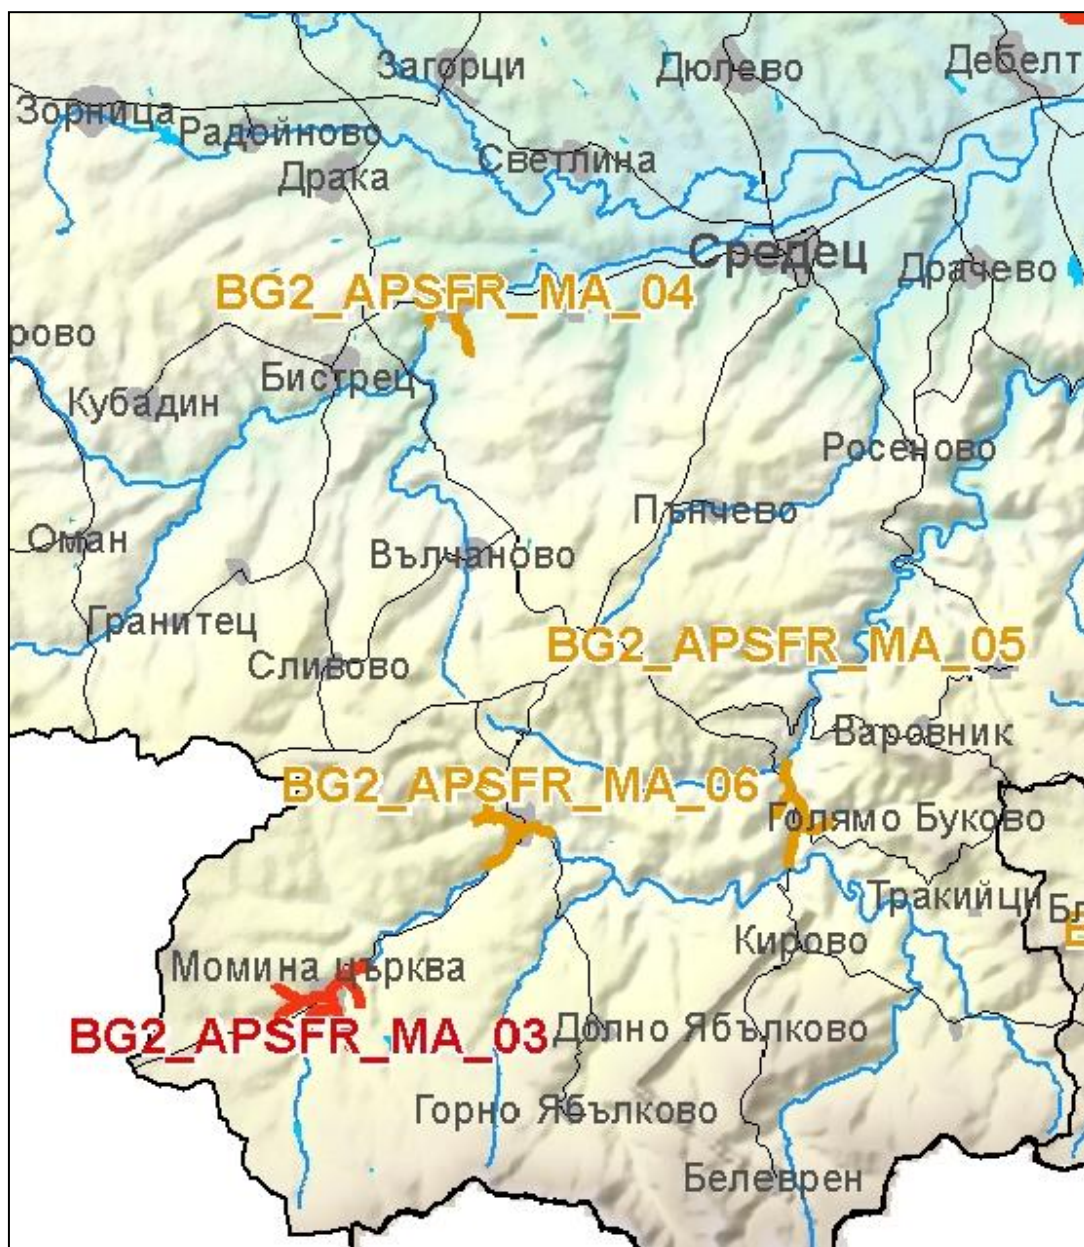 Загорци
Дюлево
Дебелт
Зорница
Радойново
Светлина
Драка
Средец
Драчево
BG2_APSFR_MA_04
рово
Бистрец
Кубадин
Росеново
Пънчево
Оман
Вълчаново
Гранитец
BG2_APSFR_MA_05
Сливово
Варовник
BG2_APSFR_MA_06
Голямо Буково
Тракийци
Бл
Кирово
Момина църква
BG2_APSFR_MA_03
Долно Ябълково
Горно Ябълково
Белеврен